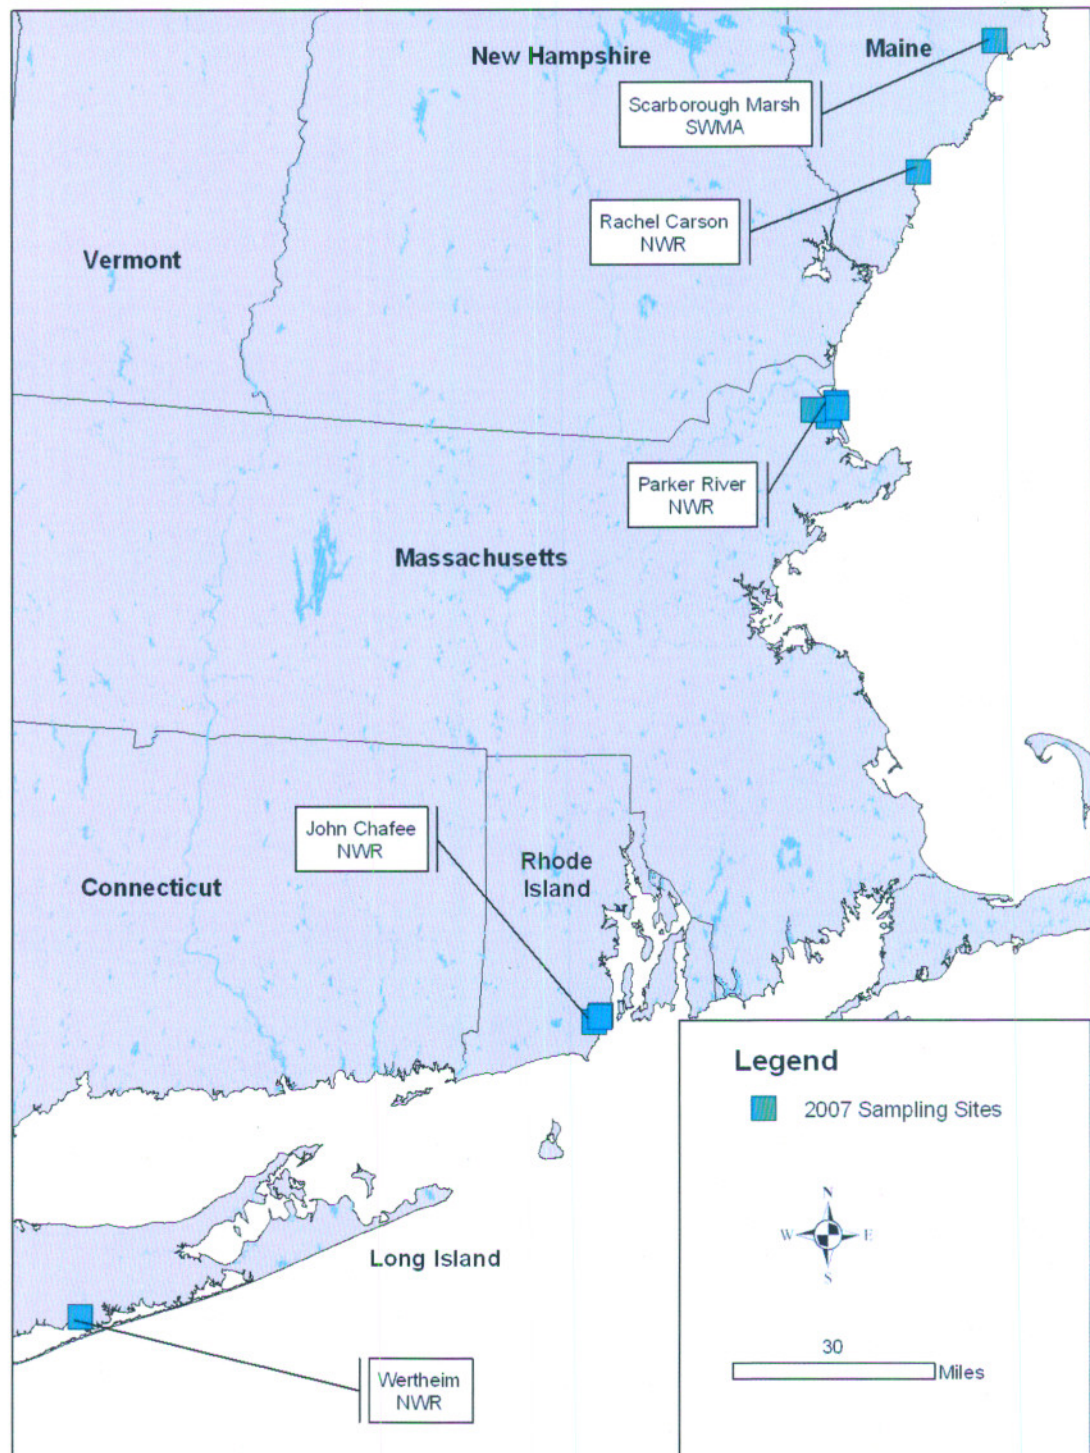 New Hampshire
Maine
Scarborough Marsh
SWMA
Rachel Carson
NWR
Vermont
Parker River
NWR
Massachusetts
John Chafee
NWR
Rhode
Island
Connecticut
Legend
2007 Sampling Sites
N
W
E
S
Long Island
30
Miles
Wertheim
NWR